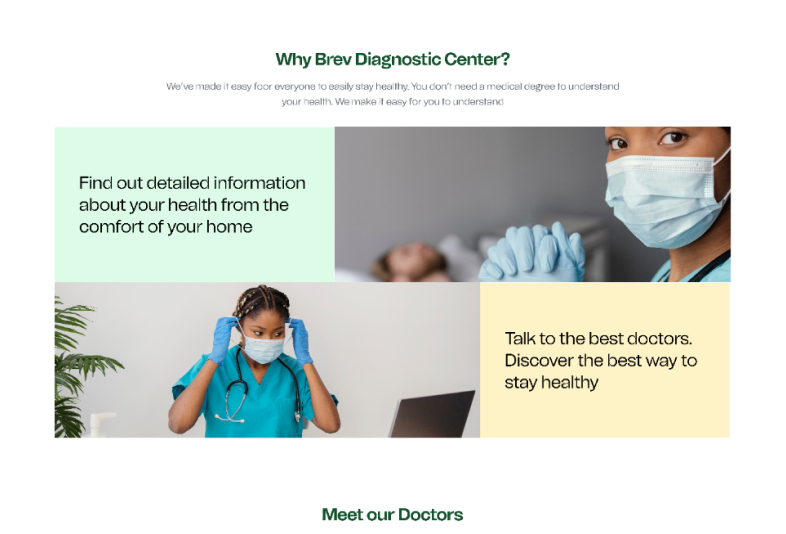 Why Brev Diagnostic Center?
We've made it easy foor everyone to easily stay healthy. You don't need a medical degree to understand
your health. We make it easy for you to understand
Find out detailed information
about your health from the
comfort of your home
Talk to the best doctors.
Discover the best way to
stay healthy
Meet our Doctors